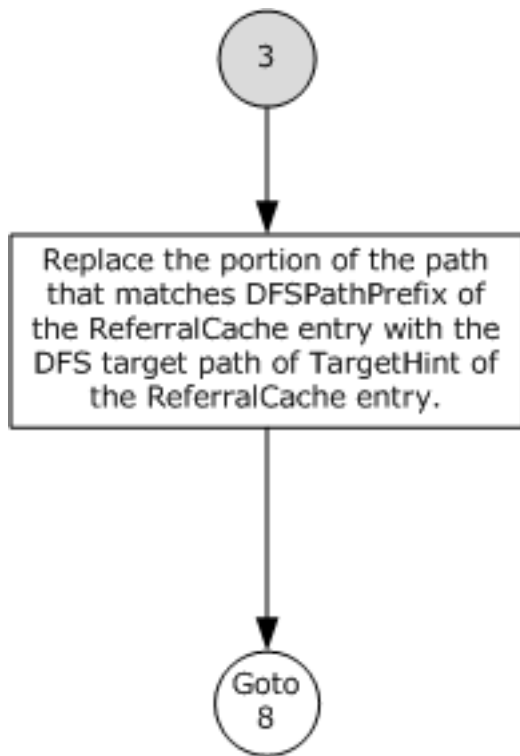 3
Replace the portion of the path
that matches DFSPathPrefix of
the ReferralCache entry with the
DFS target path of TargetHint of
the ReferralCache entry.
Goto
8